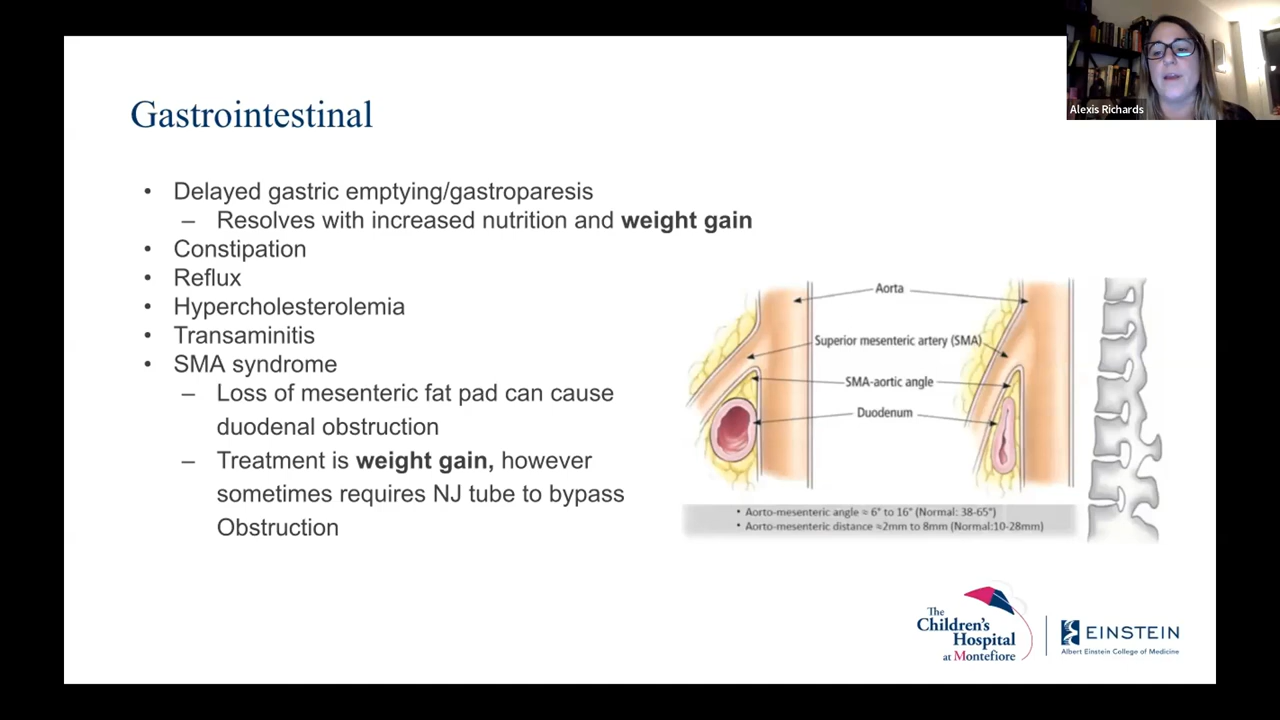 Alexis Richards
Gastrointestinal
• Delayed gastric emptying/gastroparesis
– Resolves with increased nutrition and weight gain
• Constipation
• Reflux
• Hypercholesterolemia
• Transaminitis
• SMA syndrome
– Loss of mesenteric fat pad can cause
duodenal obstruction
– Treatment is weight gain, however
sometimes requires NJ tube to bypass
Obstruction
Aorta
Superior mesenteric artery (SMA)
SMA-aortic angle
Duodenum
• Aorto-mesenteric angle ≈ 6° to 16° (Normal: 38-65°)
• Aorto-mesenteric distance ≈2mm to 8mm (Normal:10-28mm)
The
Children's
Hospital
at Montefiore
EINSTEIN
Albert Einstein College of Medicine